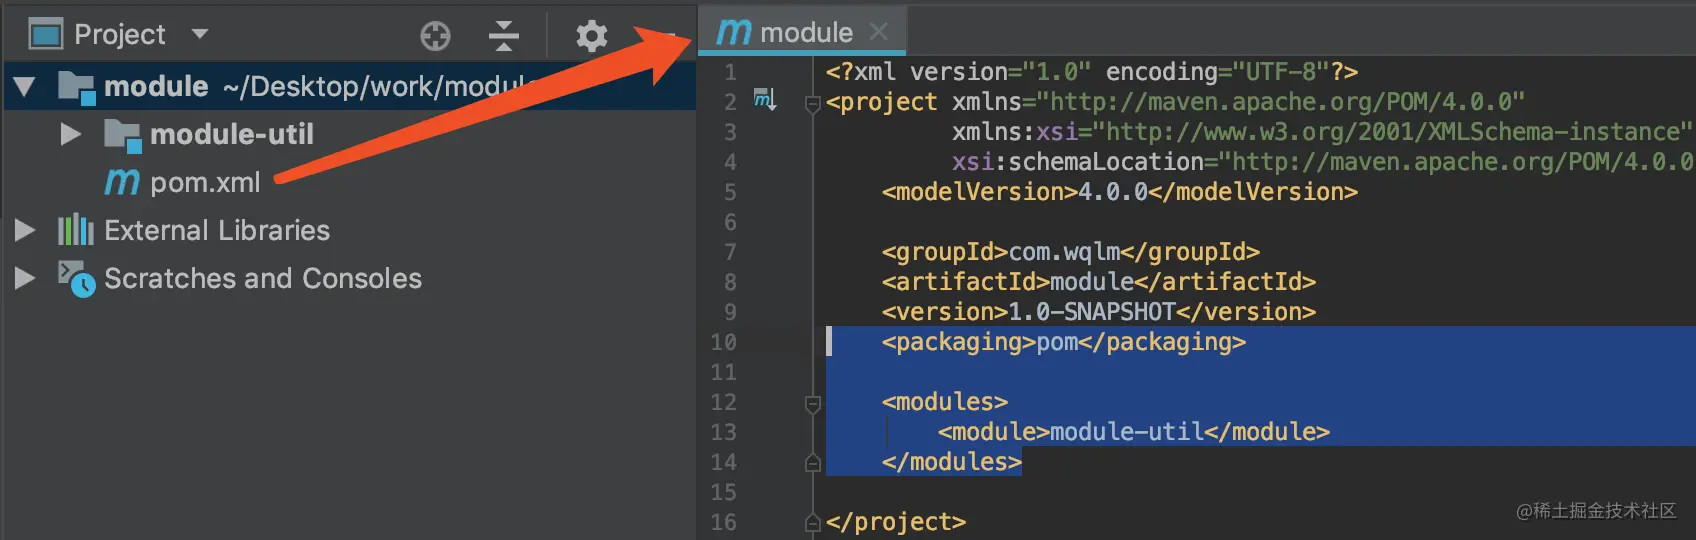 Project
module ~/Desktop/work/modul
module-util
pom.xml
External Libraries
Scratches and Consoles
module
1 <?xml version="1.0" encoding="UTF-8"?>
2 <project xmlns="http://maven.apache.org/POM/4.0.0"
3 xmlns:xsi="http://www.w3.org/2001/XMLSchema-instance"
4 xsi:schemaLocation="http://maven.apache.org/POM/4.0.0
5 <modelVersion>4.0.0</modelVersion>
6
7 <groupId>com.wqlm</groupId>
8 <artifactId>module</artifactId>
9 <version>1.0-SNAPSHOT</version>
10 <packaging>pom</packaging>
11
12 <modules>
13 <module>module-util</module>
14 </modules>
15
16 </project>
@稀土掘金技术社区